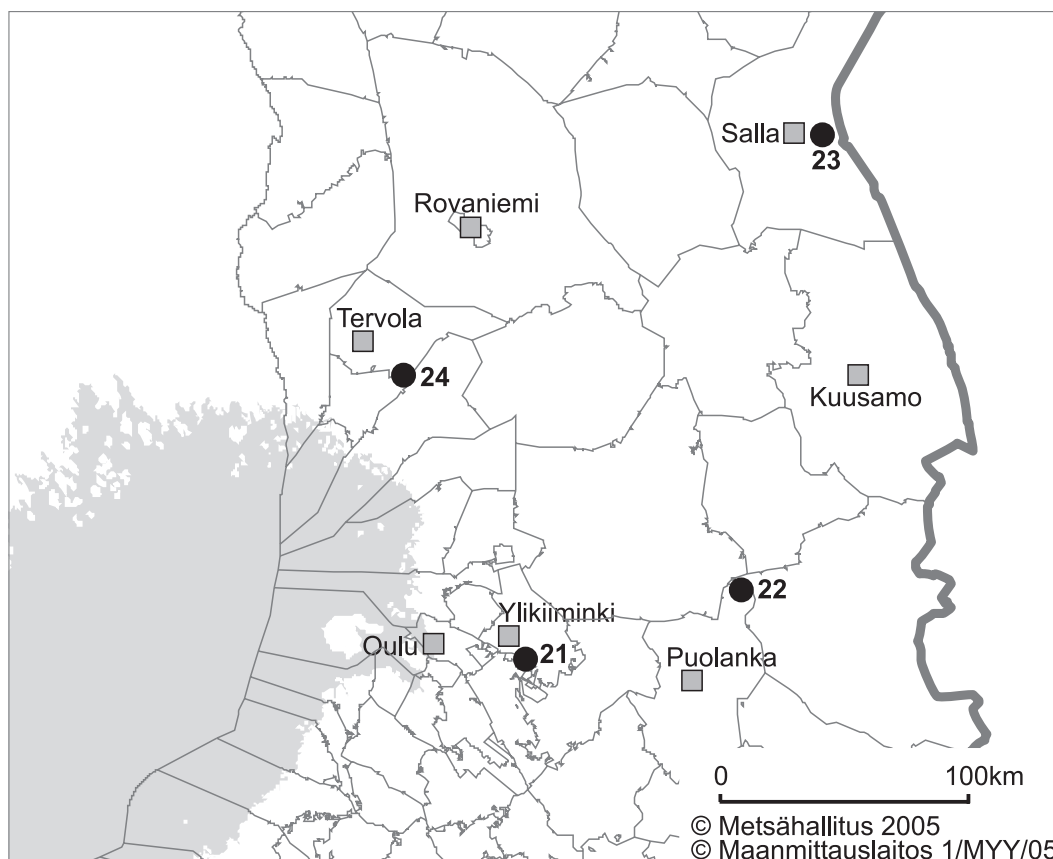 Salla
23
Rovaniemi
Tervola
24
Kuusamo
22
Ylikiiminki
Oulu
21
Puolanka
0 100km
© Metsähallitus 2005
© Maanmittauslaitos 1/MYY/05